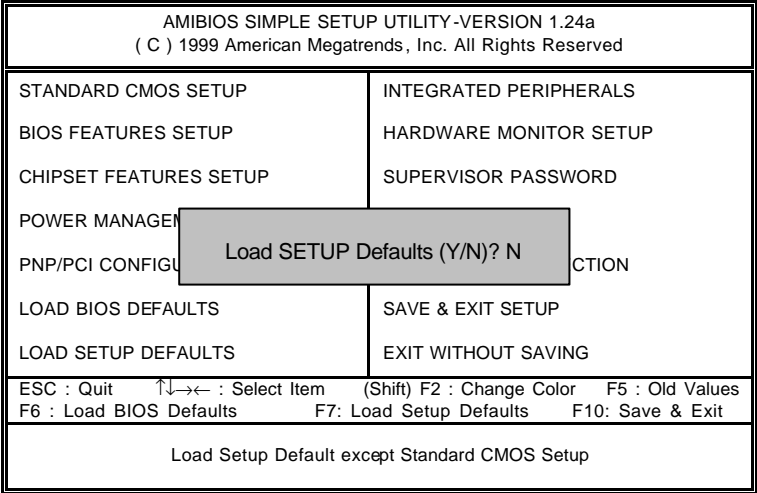 AMIBIOS SIMPLE SETUP UTILITY-VERSION 1.24a
( C ) 1999 American Megatrends, Inc. All Rights Reserved
STANDARD CMOS SETUP
BIOS FEATURES SETUP
CHIPSET FEATURES SETUP
POWER
PNP/PCI
LOAD BIOS DEFAULTS
LOAD SETUP DEFAULTS
INTEGRATED PERIPHERALS
HARDWARE MONITOR SETUP
SUPERVISOR PASSWORD
SAVE & EXIT SETUP
EXIT WITHOUT SAVING
Load SETUP Defaults (Y/N)? N
ESC : Quit ↑↓→← : Select Item (Shift) F2 : Change Color F5 : Old Values
F6 : Load BIOS Defaults F7: Load Setup Defaults F10: Save & Exit
Load Setup Default except Standard CMOS Setup